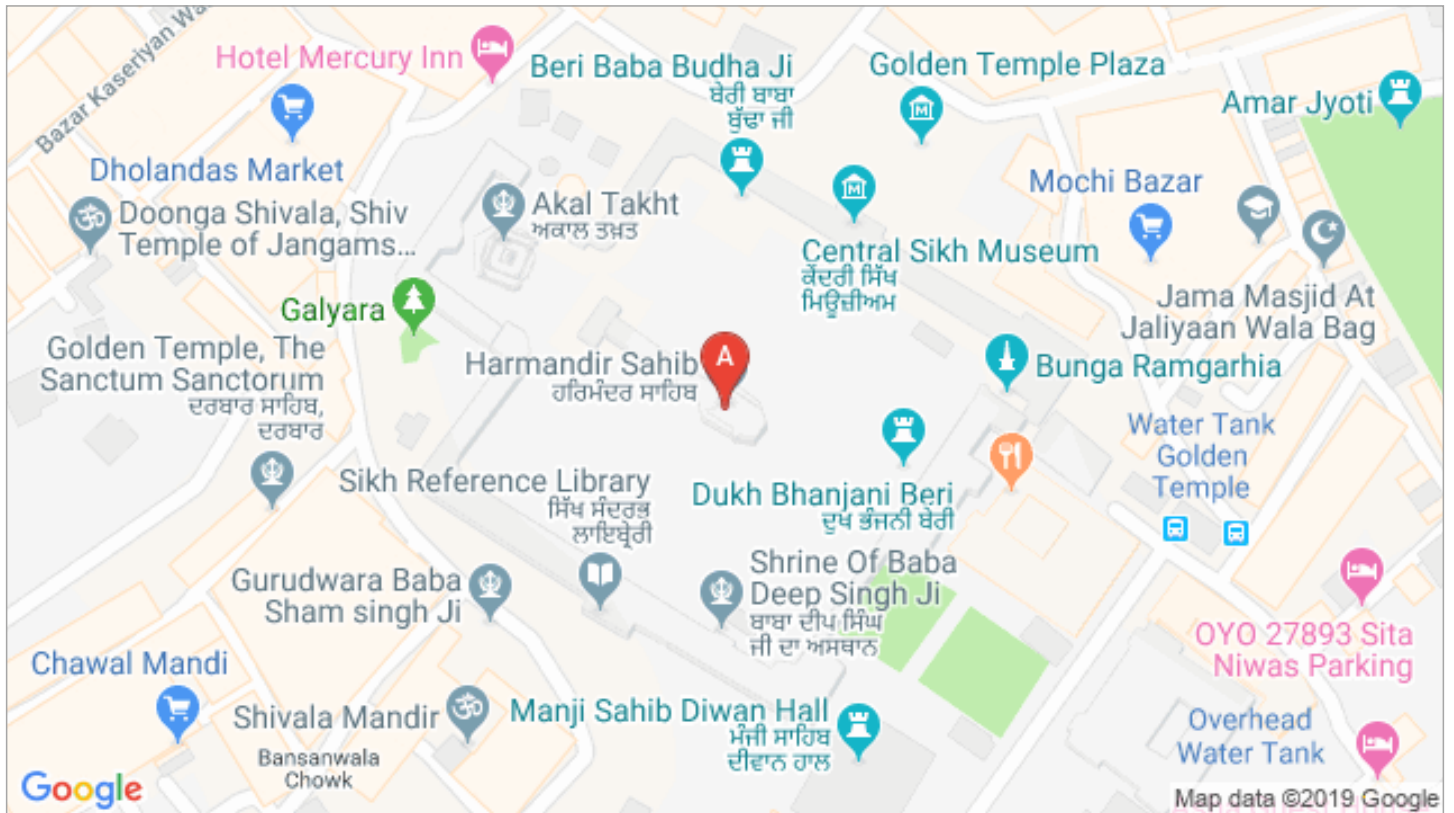 Bazar Kaseriyan Wa
Hotel Mercury Inn
Beri Baba Budha Ji
ਬੇਰੀ ਬਾਬਾ
ਬੁੱਢਾ ਜੀ
Golden Temple Plaza
Amar Jyoti
Dholandas Market
Mochi Bazar
Doonga Shivala, Shiv
Temple of Jangams...
Akal Takht
ਅਕਾਲ ਤਖ਼ਤ
Central Sikh Museum
ਕੇਂਦਰੀ ਸਿੱਖ
ਮਿਊਜ਼ੀਅਮ
Galyara
Jama Masjid At
Jaliyaan Wala Bag
Golden Temple, The
Sanctum Sanctorum
ਦਰਬਾਰ ਸਾਹਿਬ,
ਦਰਬਾਰ
Harmandir Sahib
ਹਰਿਮੰਦਰ ਸਾਹਿਬ
A
Bunga Ramgarhia
Water Tank
Golden
Temple
Sikh Reference Library
ਸਿੱਖ ਸੰਦਰਭ
ਲਾਇਬ੍ਰੇਰੀ
Dukh Bhanjani Beri
ਦੁਖ ਭੰਜਨੀ ਬੇਰੀ
Gurudwara Baba
Sham singh Ji
Shrine Of Baba
Deep Singh Ji
ਬਾਬਾ ਦੀਪ ਸਿੰਘ
ਜੀ ਦਾ ਅਸਥਾਨ
OYO 27893 Sita
Niwas Parking
Chawal Mandi
Shivala Mandir
Manji Sahib Diwan Hall
ਮੰਜੀ ਸਾਹਿਬ
ਦੀਵਾਨ ਹਾਲ
Overhead
Water Tank
Bansanwala
Chowk
Google
Map data ©2019 Google